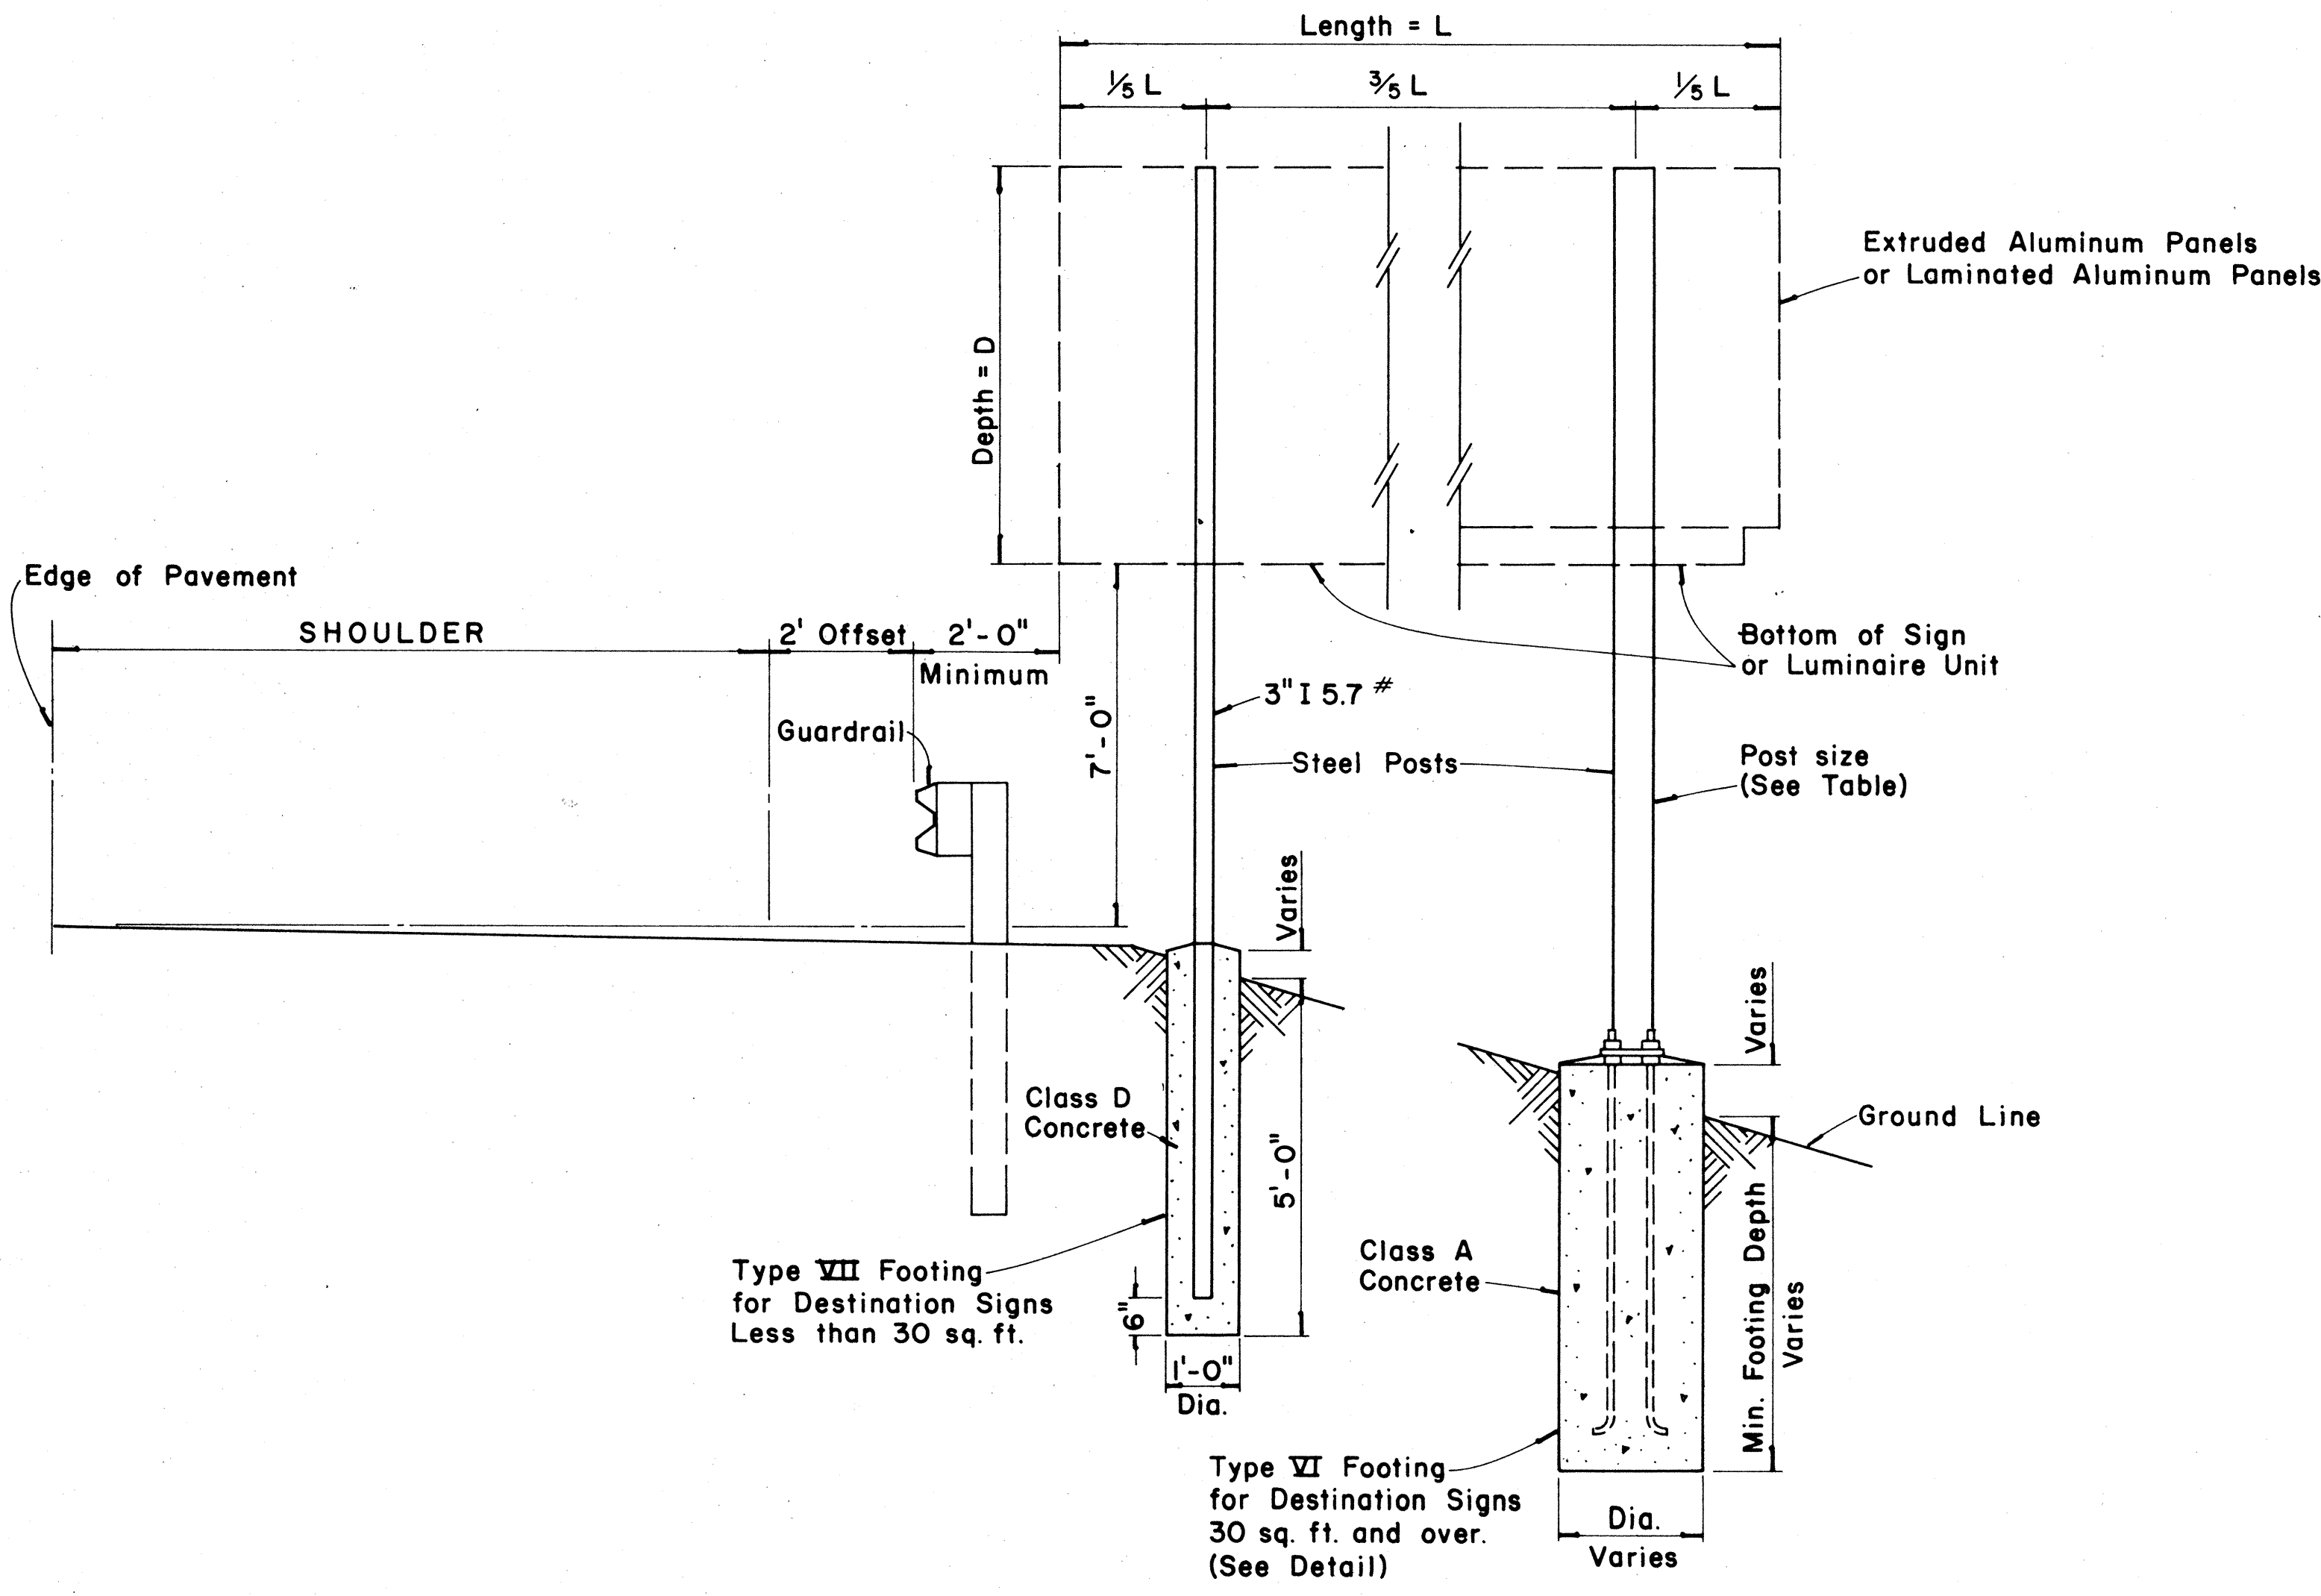 Length = L
1/5 L
3/5 L
1/5 L
Extruded Aluminum Panels
or Laminated Aluminum Panels
Depth = D
Edge of Pavement
SHOULDER
2' Offset
2'-0"
Minimum
Bottom of Sign
or Luminaire Unit
3" I 5.7 #
Guardrail
7'-0"
Steel Posts
Post size
(See Table)
Varies
Varies
Class D
Concrete
Ground Line
5'-0"
Class A
Concrete
Type VII Footing
for Destination Signs
Less than 30 sq. ft.
6"
1'-0"
Dia.
Min. Footing Depth
Varies
Type VI Footing
for Destination Signs
30 sq. ft. and over.
(See Detail)
Dia.
Varies